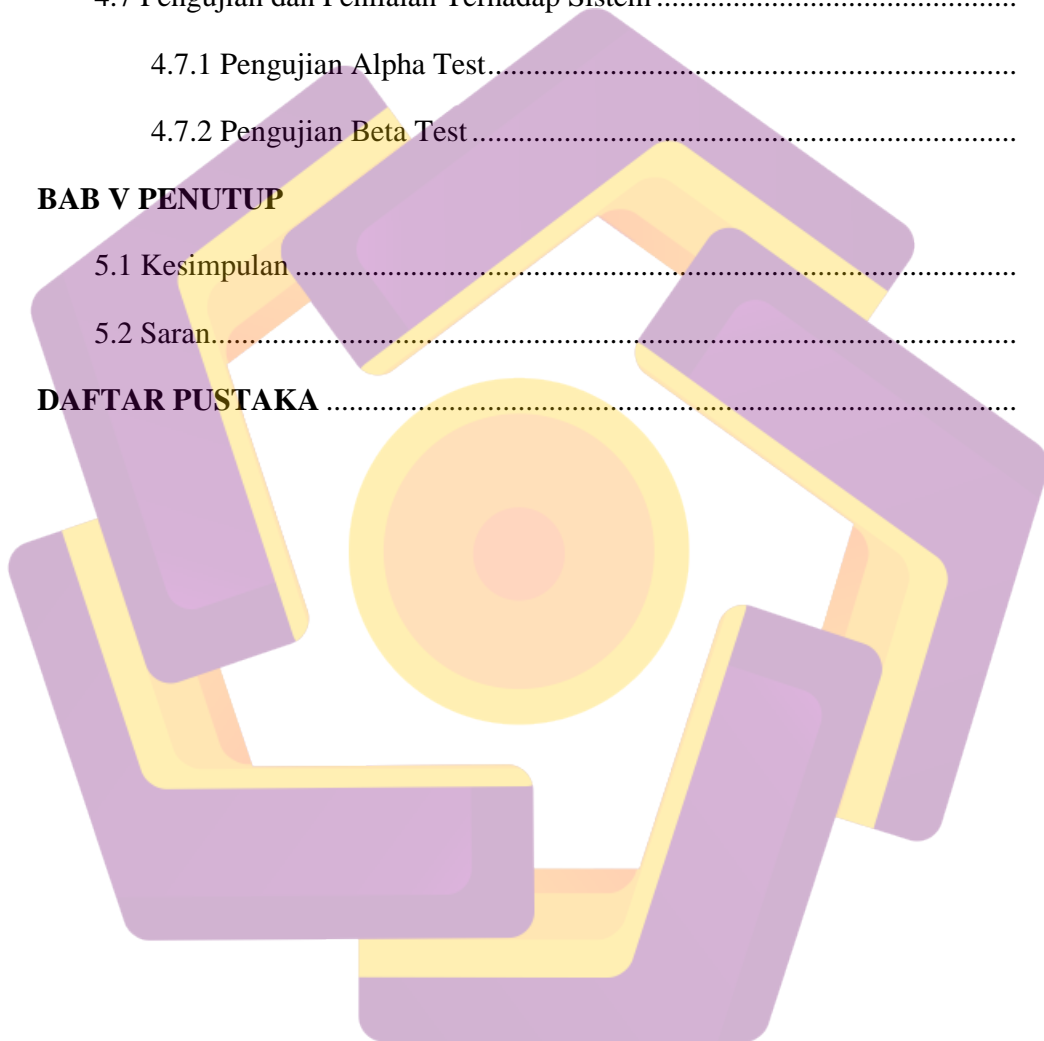 4.7 Pengujian dan Penilaian Terhadap Sistem ................................................
4.7.1 Pengujian Alpha Test.......................................................................
4.7.2 Pengujian Beta Test .........................................................................
BAB V PENUTUP
5.1 Kesimpulan ................................................................................................
5.2 Saran...........................................................................................................
DAFTAR PUSTAKA ...........................................................................................